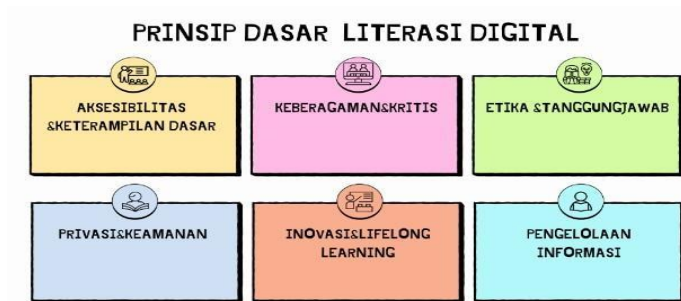 PRINSIP DASAR LITERASI DIGITAL
AKSESIBILITAS
&KETERAMPILAN DASAR
KEBERAGAMAN&KRITIS
ETIKA &TANGGUNGJAWAB
PRIVASI&KEAMANAN
INOVASI&LIFELONG
LEARNING
PENGELOLAAN
INFORMASI